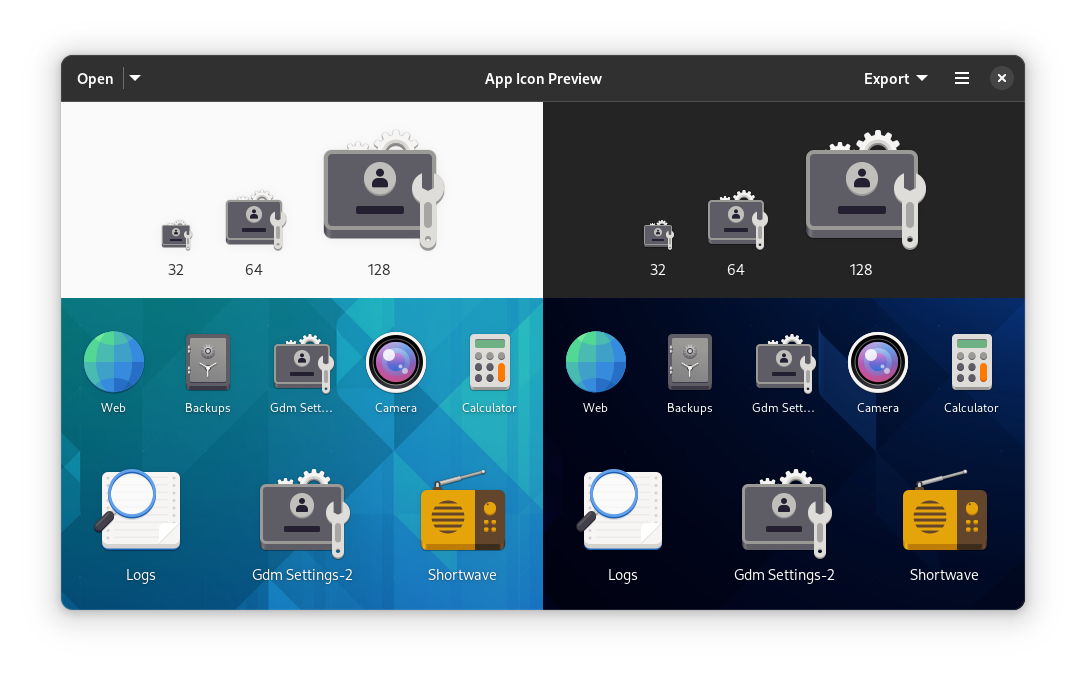 Open App Icon Preview Export
32 64 128 32 64 128
Web Backups Gdm Sett... Camera Calculator Web Backups Gdm Sett... Camera Calculator
Logs Gdm Settings-2 Shortwave Logs Gdm Settings-2 Shortwave